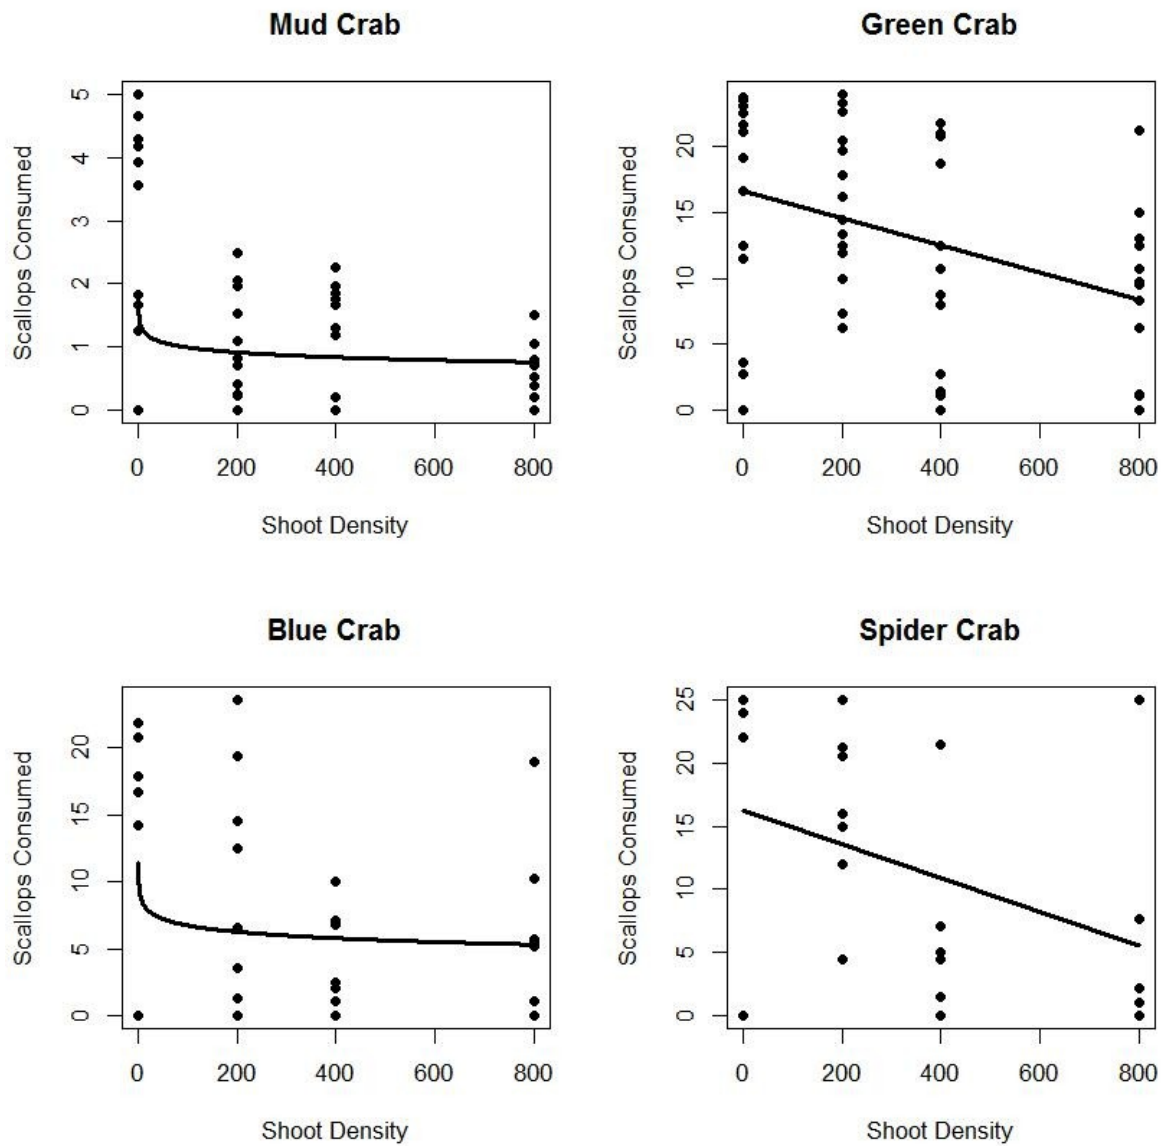 Mud Crab
Scallops Consumed
5
4
3
2
1
0
0 200 400 600 800
Shoot Density
Green Crab
Scallops Consumed
20
15
10
5
0
0 200 400 600 800
Shoot Density
Blue Crab
Scallops Consumed
20
15
10
5
0
0 200 400 600 800
Shoot Density
Spider Crab
Scallops Consumed
25
20
15
10
5
0
0 200 400 600 800
Shoot Density